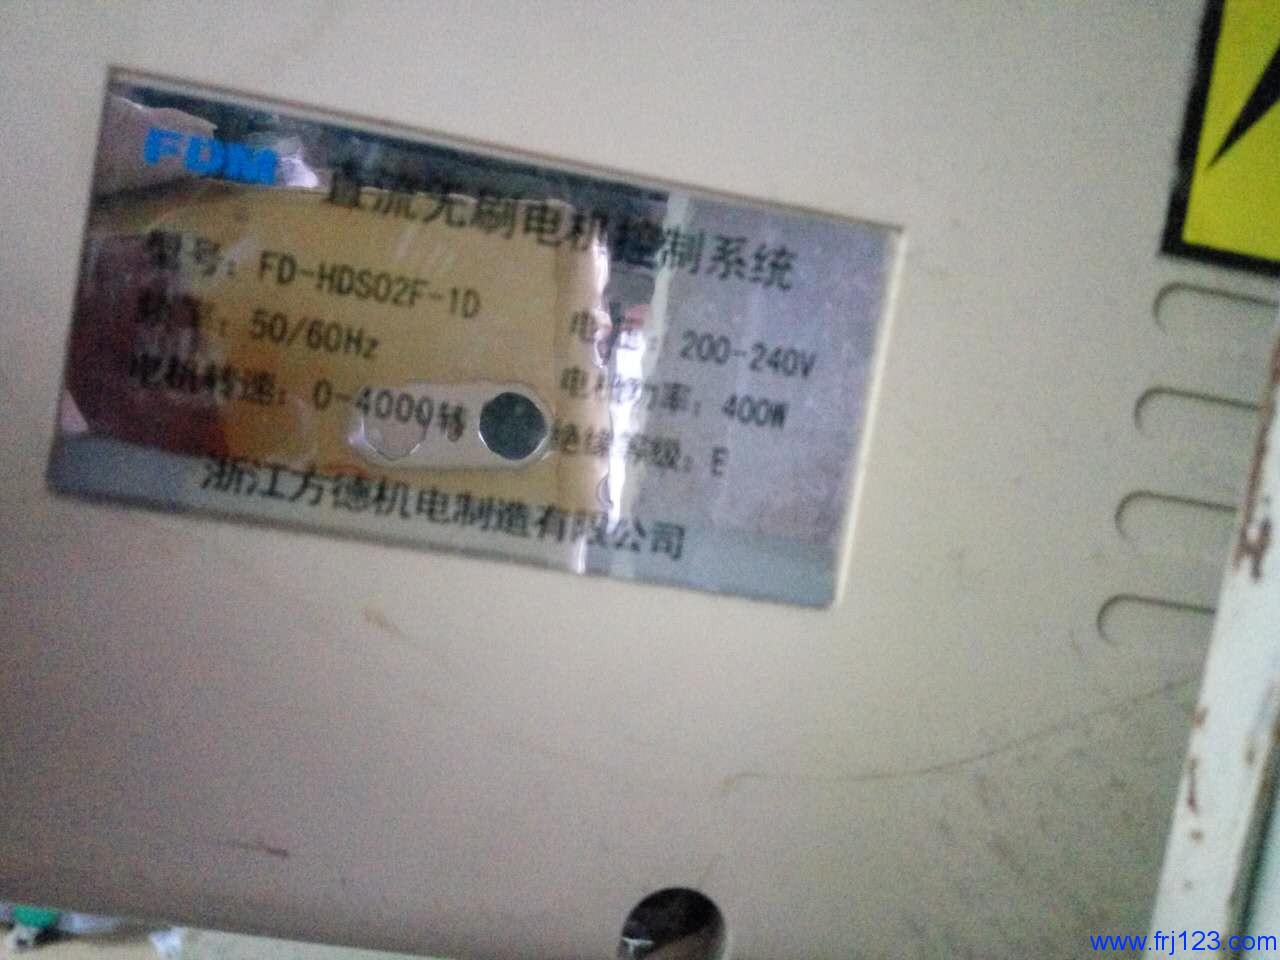 FDM
直流无刷电机控制系统
型号：FD-HDS02F-1D
频率：50/60Hz 电压：200-240V
电机转速：0-4000转 电机功率：400W
绝缘等级：E
浙江方德机电制造有限公司
www.frj123.com